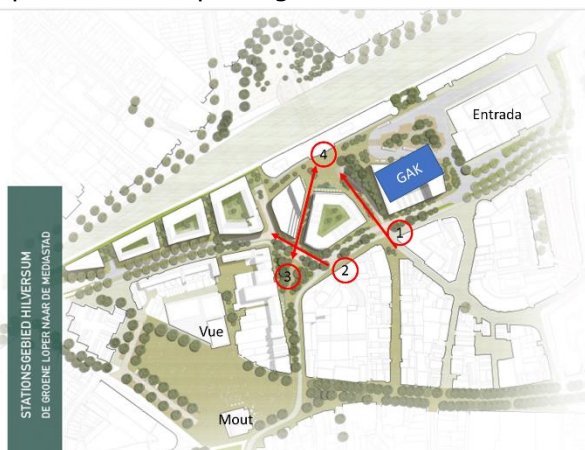 Entrada
4
GAK
1
2
3
Vue
Mout
STATIONSGEBIED HILVERSUM
DE GROENE LOPER NAAR DE MEDIASTAD